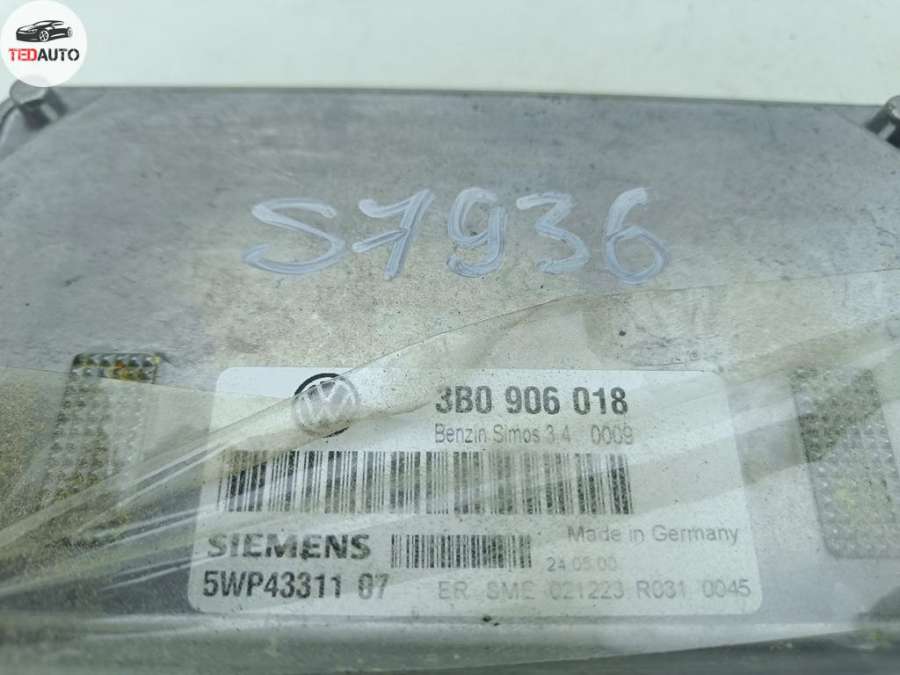 TEDAUTO
S7936
3B0 906 018
Benzin Simos 3.4 0009
SIEMENS
Made in Germany
24.05.00
5WP43311 07
ER SME 021223 R031 0045